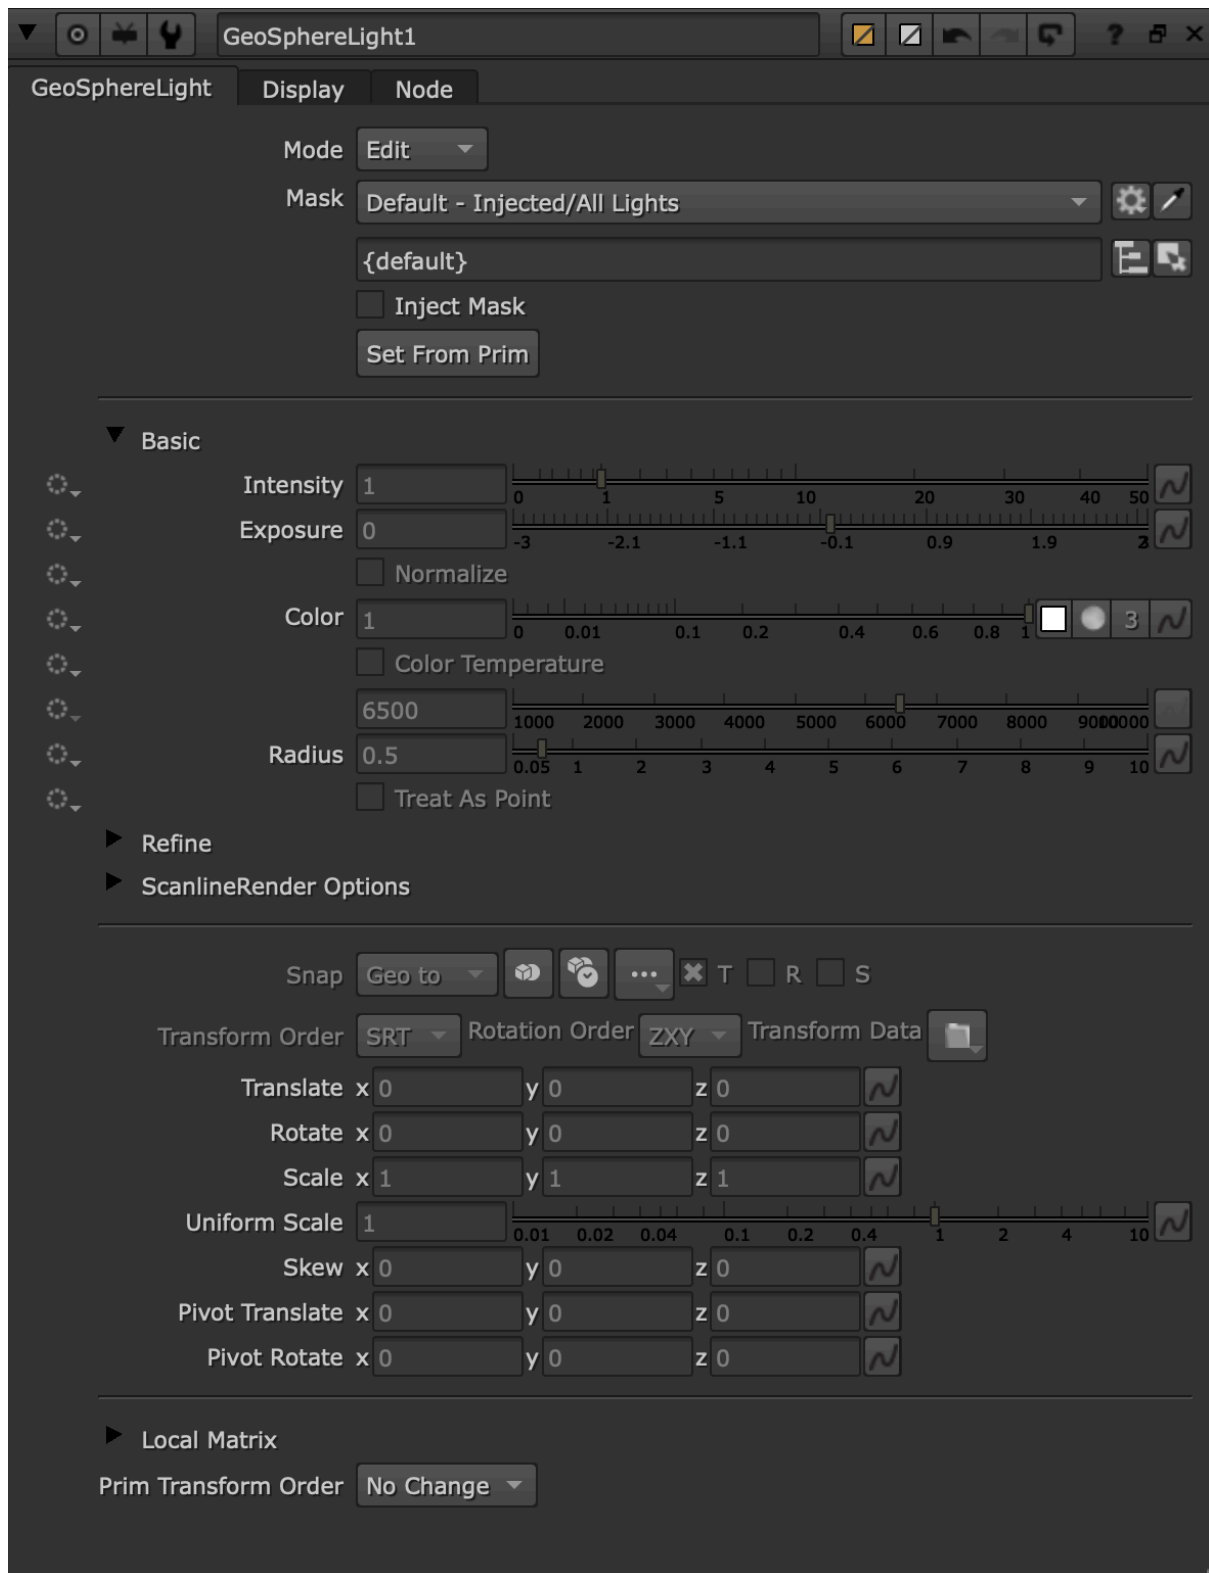 GeoSphereLight1 ?
GeoSphereLight Display Node
Mode Edit
Mask Default - Injected/All Lights
{default}
Inject Mask
Set From Prim
Basic
Intensity 1 0 1 5 10 20 30 40 50
Exposure 0 -3 -2.1 -1.1 -0.1 0.9 1.9
Normalize
Color 1 0 0.01 0.1 0.2 0.4 0.6 0.8 1 3
Color Temperature
6500 1000 2000 3000 4000 5000 6000 7000 8000
Radius 0.5 0.05 1 2 3 4 5 6 7 8 9 10
Treat As Point
Refine
ScanlineRender Options
Snap Geo to ... T R S
Transform Order SRT Rotation Order ZXY Transform Data
Translate x 0 y 0 z 0
Rotate x 0 y 0 z 0
Scale x 1 y 1 z 1
Uniform Scale 1 0.01 0.02 0.04 0.1 0.2 0.4 1 2 4 10
Skew x 0 y 0 z 0
Pivot Translate x 0 y 0 z 0
Pivot Rotate x 0 y 0 z 0
Local Matrix
Prim Transform Order No Change